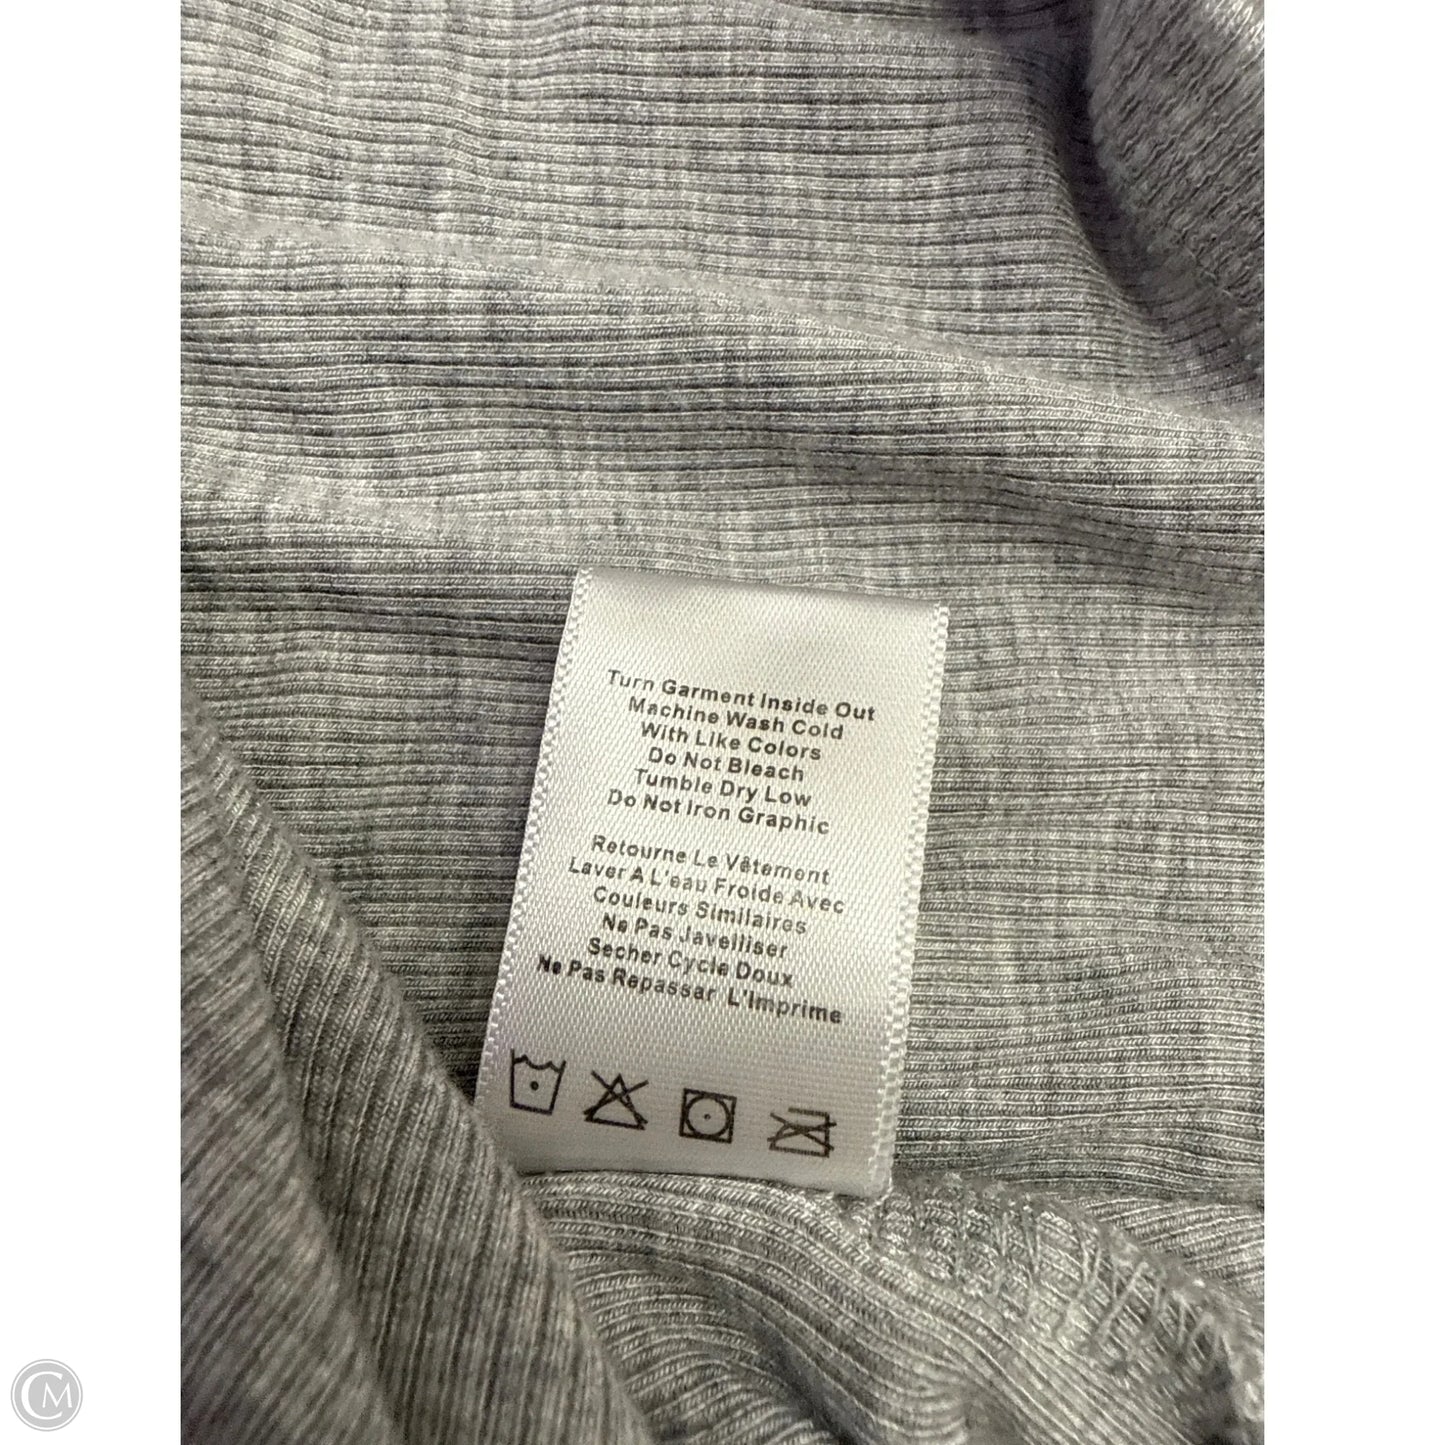 Turn Garment Inside Out
Machine Wash Cold
With Like Colors
Do Not Bleach
Tumble Dry Low
Do Not Iron Graphic
Retourne Le Vêtement
Laver A L'eau Froide Avec
Couleurs Similaires
Ne Pas Javelliser
Secher Cycle Doux
Ne Pas Repassar L'Imprime
CM